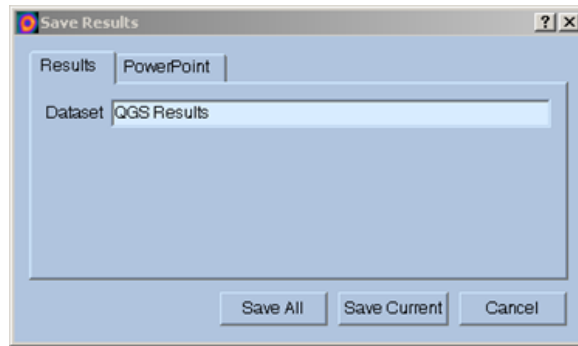 Save Results
Results PowerPoint
Dataset QGS Results
Save All Save Current Cancel